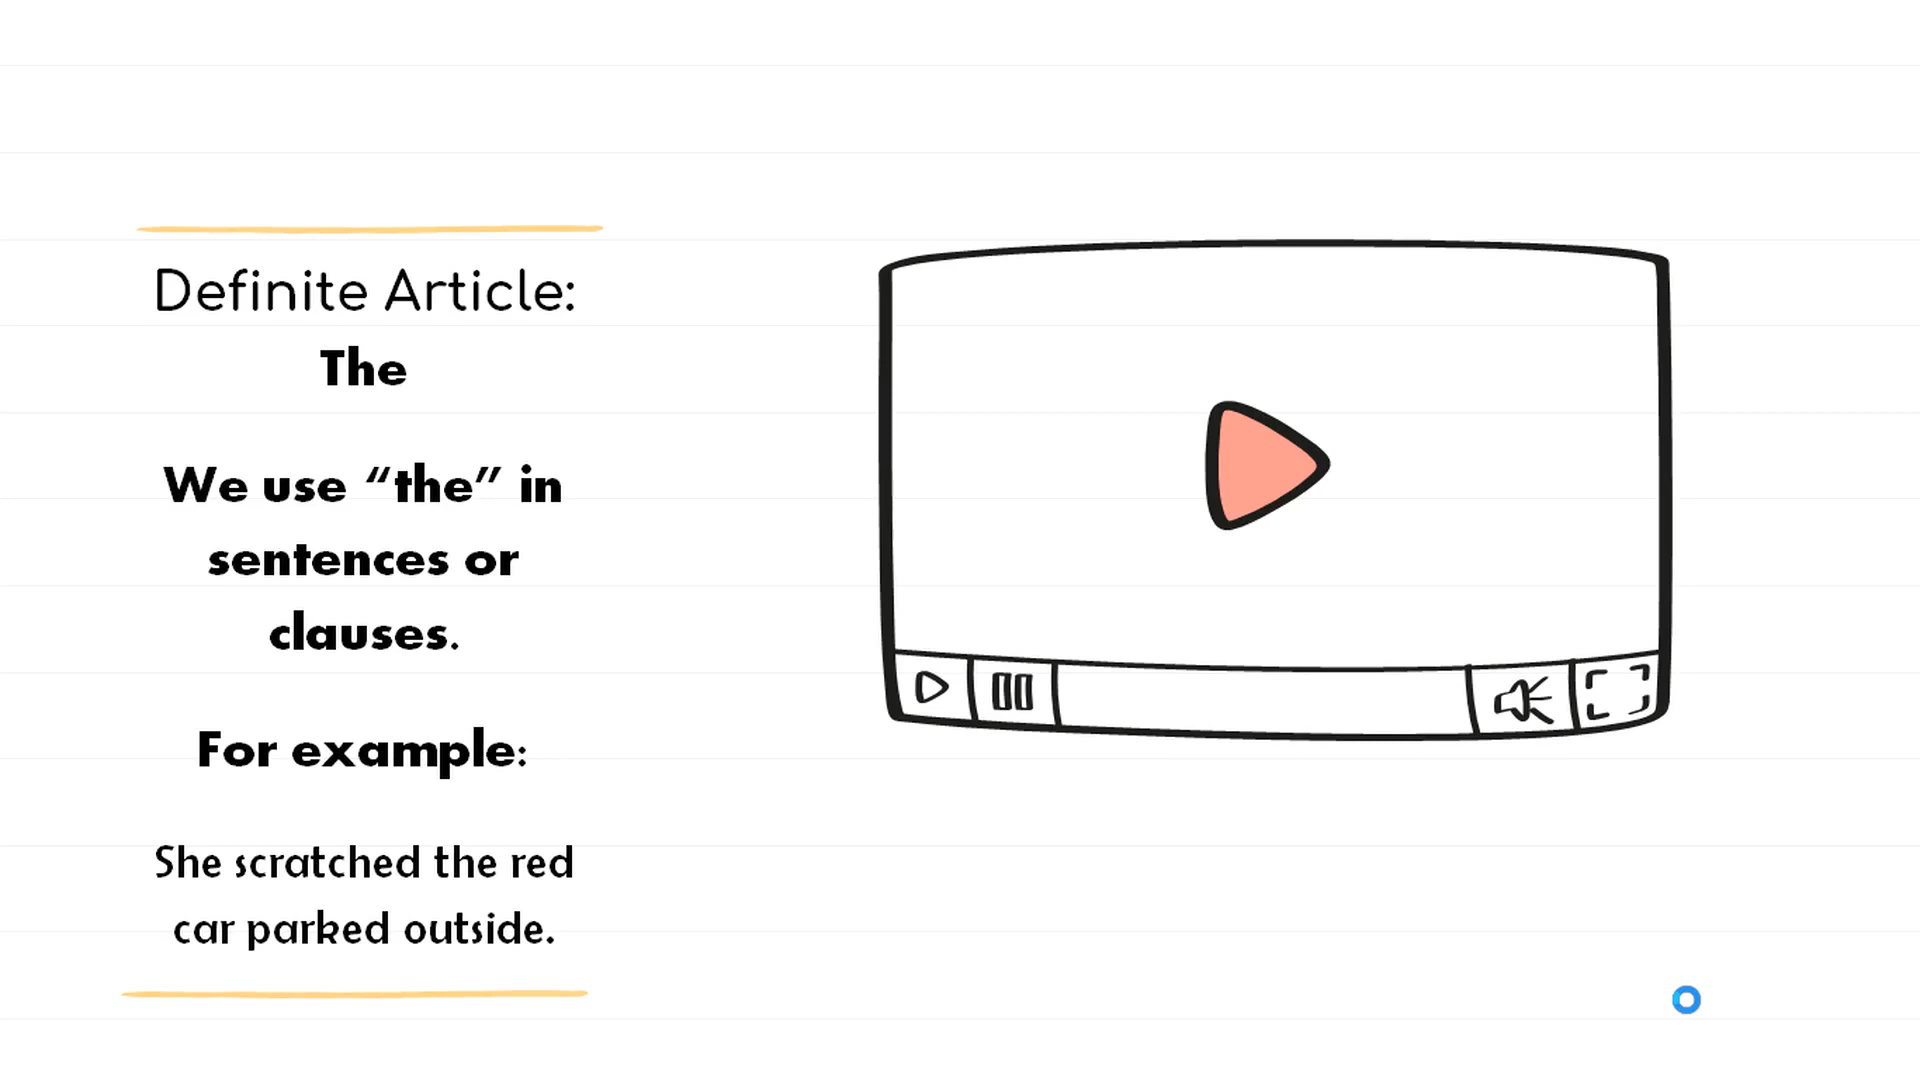 Definite Article:
The
We use “the” in
sentences or
clauses.
For example:
She scratched the red
car parked outside.